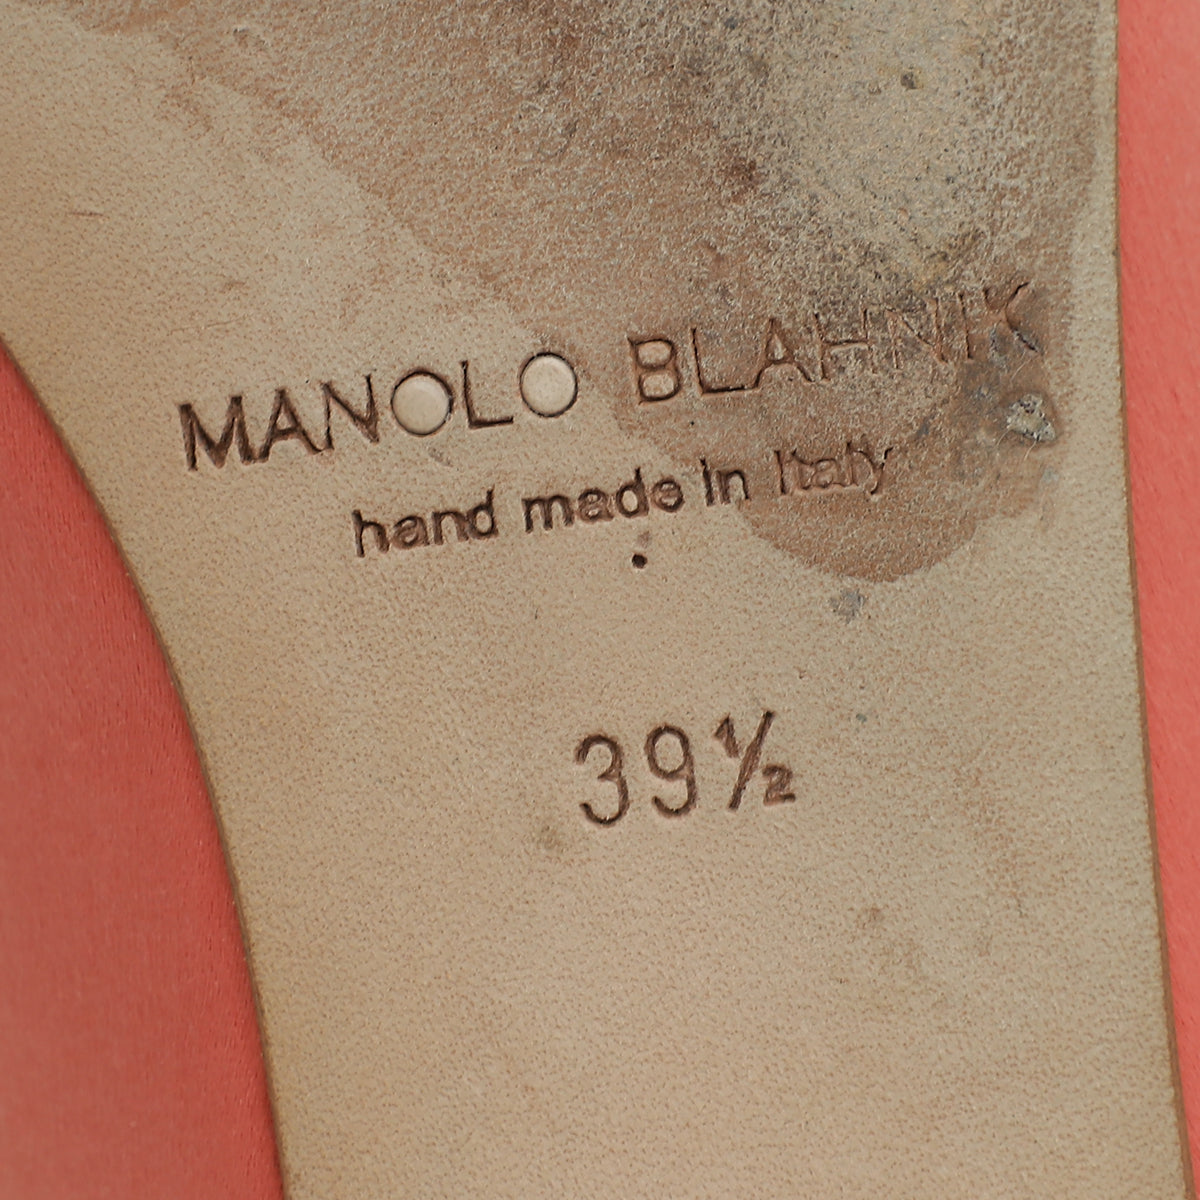 MANOLO BLAHNIK
hand made in Italy
39½